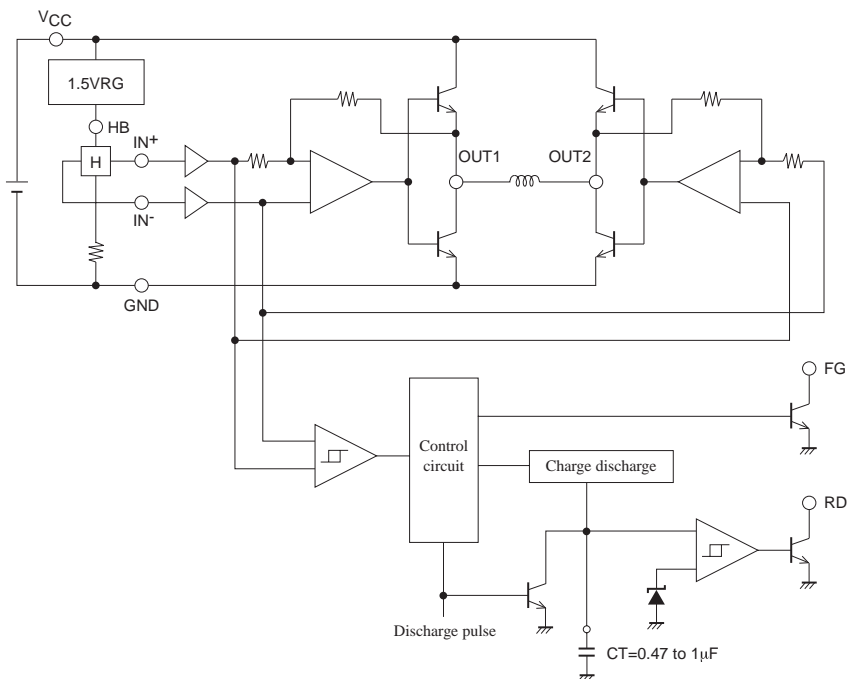 VCC
1.5VRG
HB
IN+
H
OUT1
OUT2
IN-
GND
FG
Control
circuit
Charge discharge
RD
Discharge pulse
CT=0.47 to 1μF